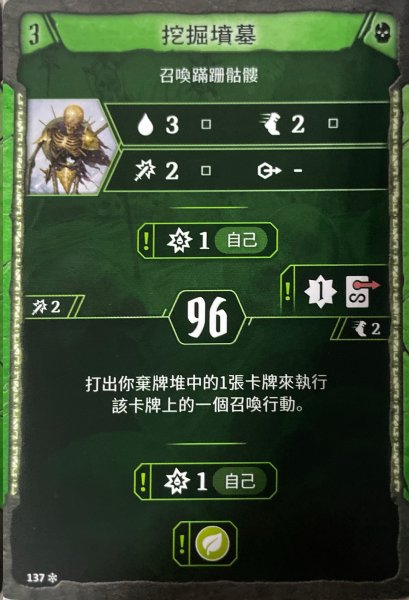 3 挖掘墳墓
召喚蹣跚骷髏
3 2
2 -
! 1 自己
! 1
2 96 2
打出你棄牌堆中的1張卡牌來執行
該卡牌上的一個召喚行動。
! 1 自己
!
137